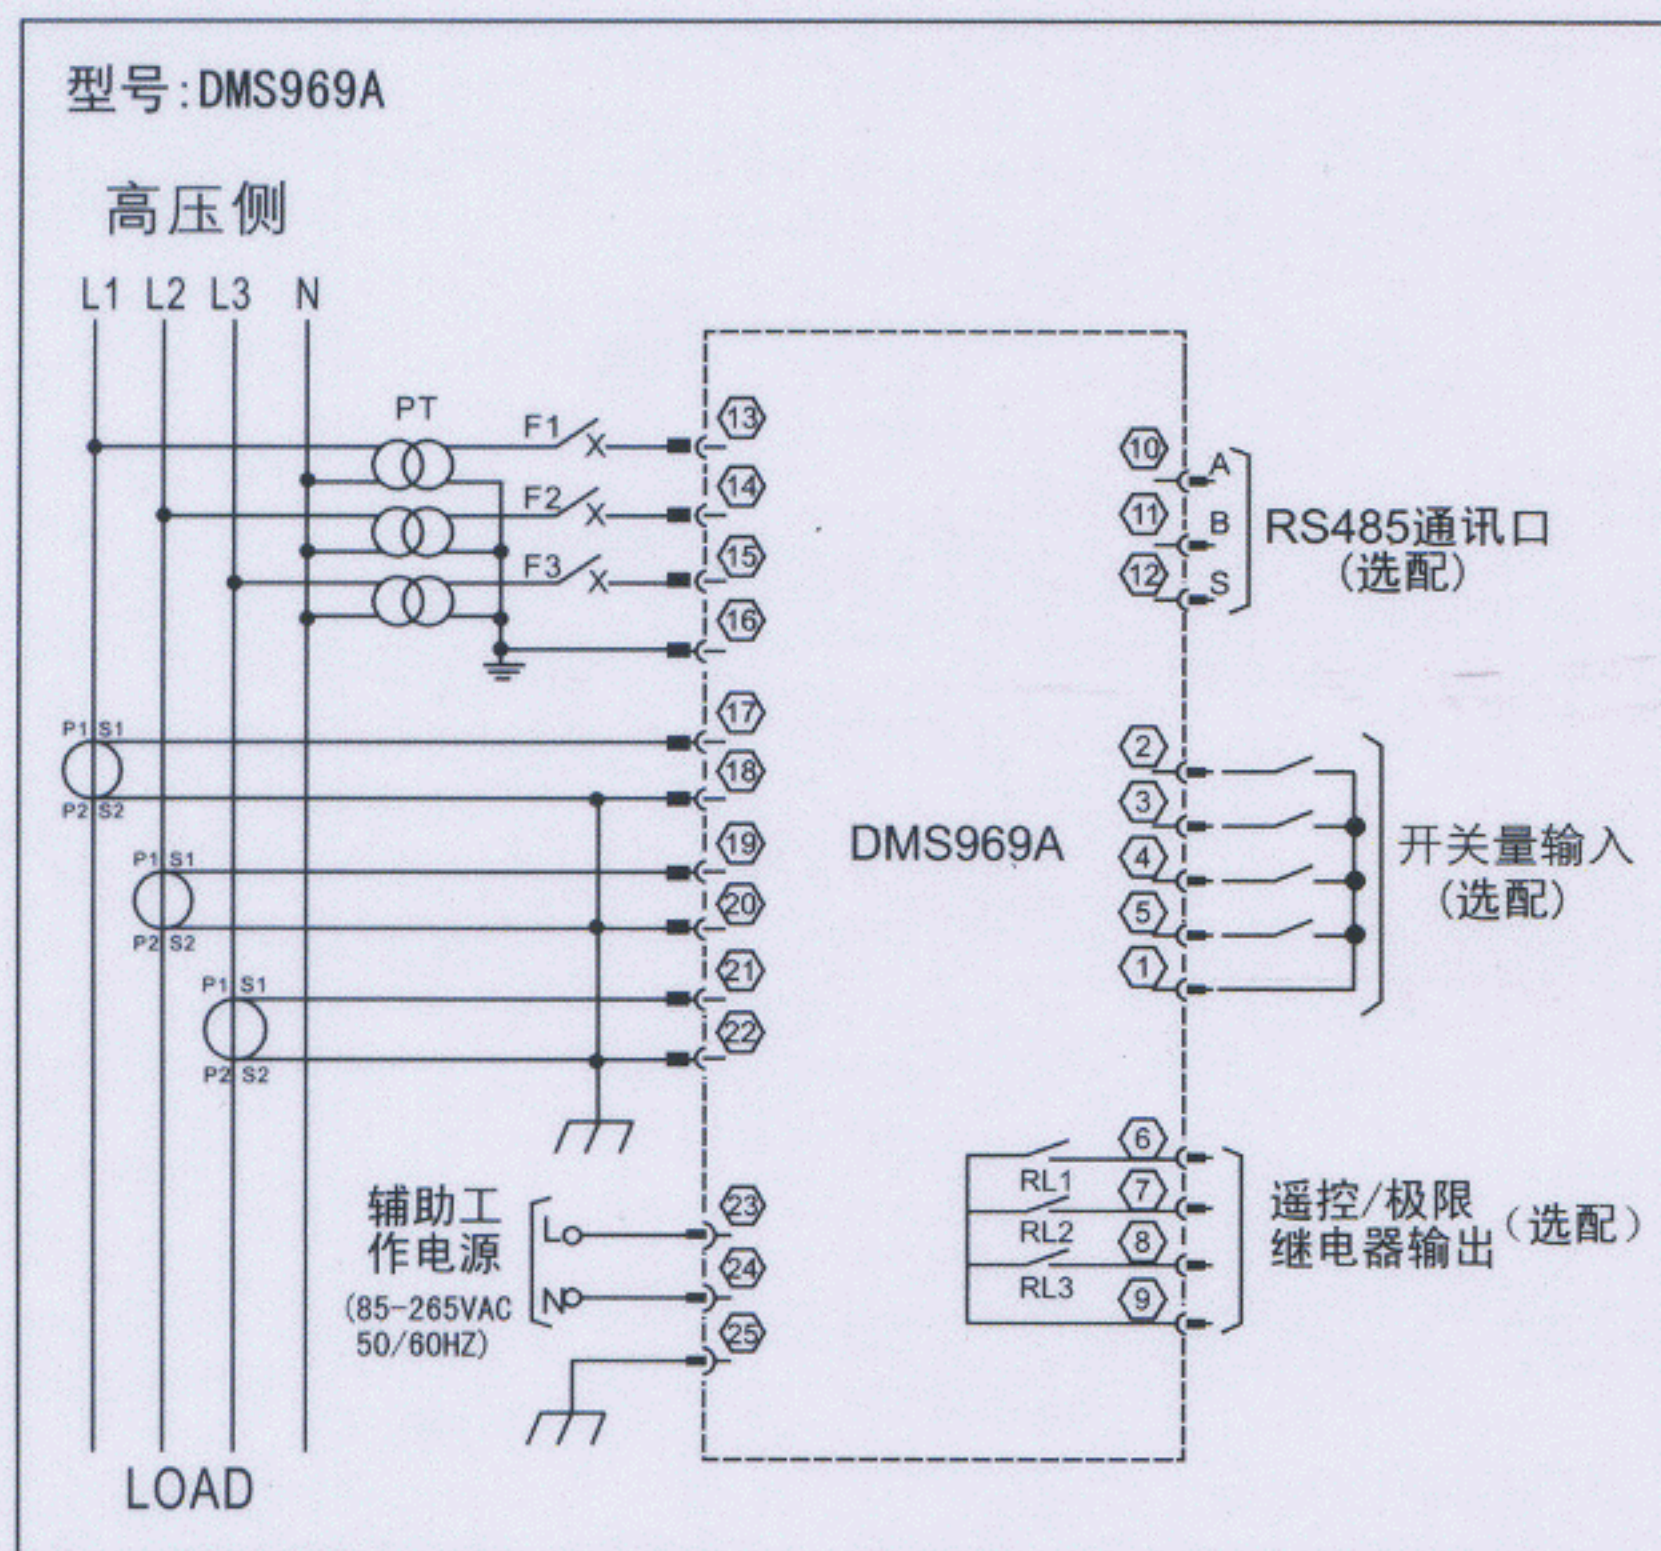 型号:DMS969A
高压侧
L1 L2 L3 N
PT
F1
F2
F3
13
14
15
16
17
18
19
20
21
22
23
24
25
P1 S1
P2 S2
P1 S1
P2 S2
P1 S1
P2 S2
辅助工
作电源
(85-265VAC
50/60HZ)
L
N
LOAD
DMS969A
10 A
11 B
12 S
RS485通讯口
(选配)
2
3
4
5
1
开关量输入
(选配)
6
7
8
9
RL1
RL2
RL3
遥控/极限
继电器输出
(选配)